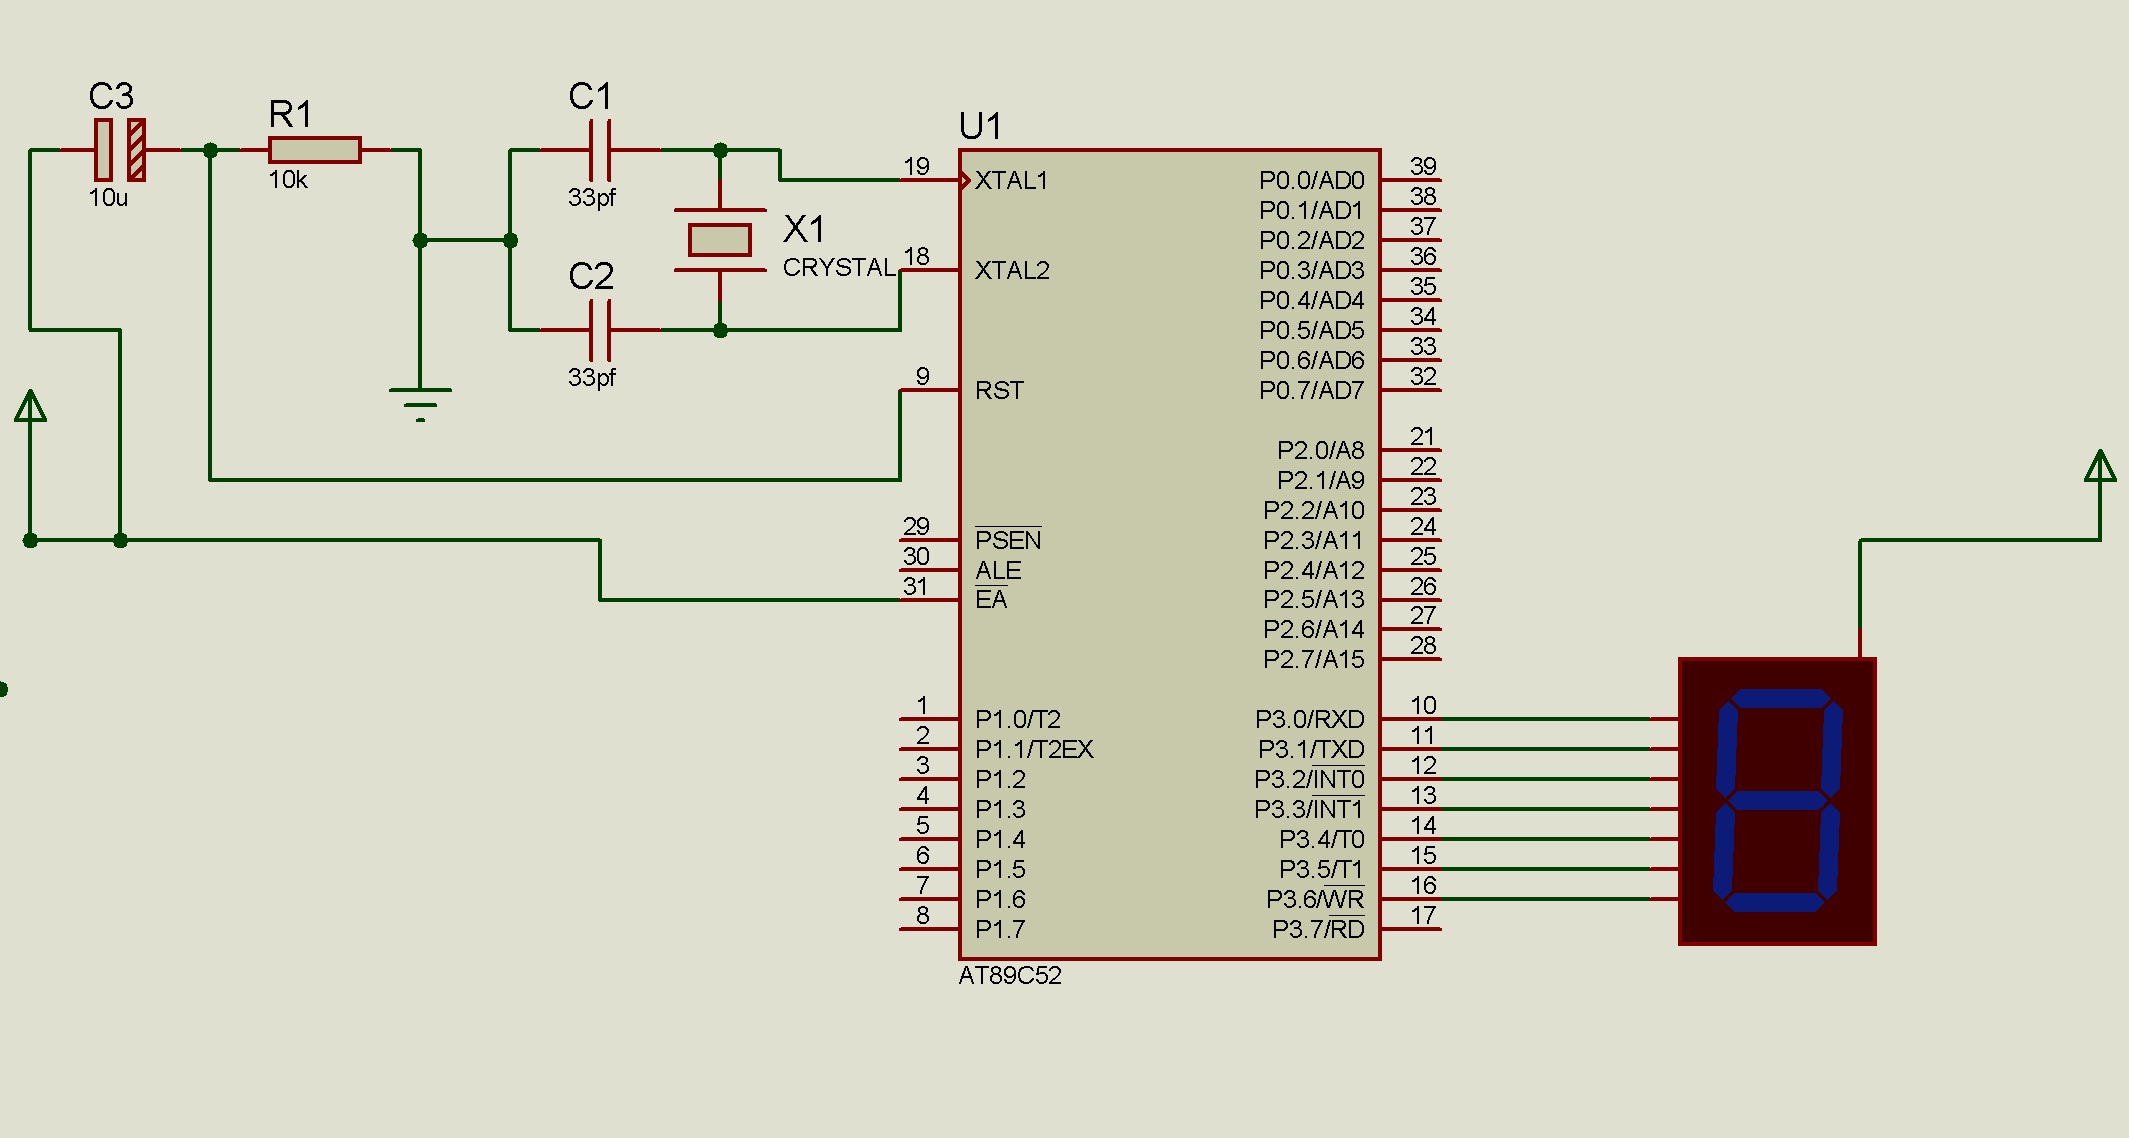 C3
10u
R1
10k
C1
33pf
C2
33pf
X1
CRYSTAL
U1
19 XTAL1
18 XTAL2
9 RST
29 PSEN
30 ALE
31 EA
1 P1.0/T2
2 P1.1/T2EX
3 P1.2
4 P1.3
5 P1.4
6 P1.5
7 P1.6
8 P1.7
P0.0/AD0 39
P0.1/AD1 38
P0.2/AD2 37
P0.3/AD3 36
P0.4/AD4 35
P0.5/AD5 34
P0.6/AD6 33
P0.7/AD7 32
P2.0/A8 21
P2.1/A9 22
P2.2/A10 23
P2.3/A11 24
P2.4/A12 25
P2.5/A13 26
P2.6/A14 27
P2.7/A15 28
P3.0/RXD 10
P3.1/TXD 11
P3.2/INT0 12
P3.3/INT1 13
P3.4/T0 14
P3.5/T1 15
P3.6/WR 16
P3.7/RD 17
AT89C52